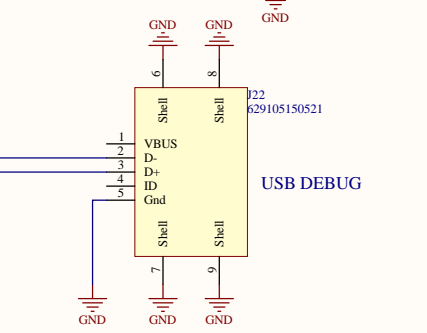 GND
GND
GND
6
8
J22
629105150521
Shell
Shell
1
VBUS
2
D-
3
D+
4
ID
5
Gnd
USB DEBUG
Shell
Shell
7
9
GND
GND
GND